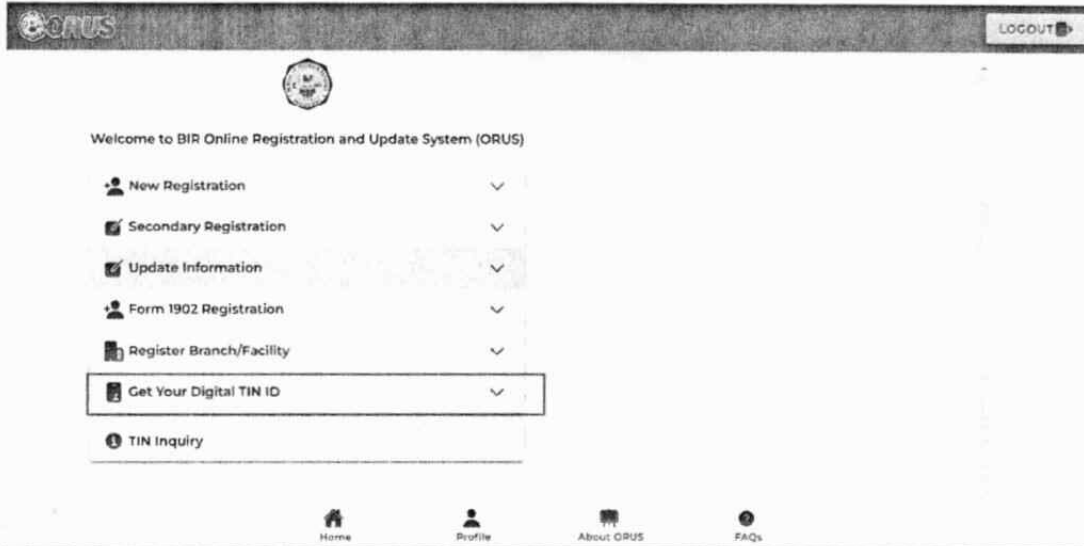 ORUS
LOGOUT
Welcome to BIR Online Registration and Update System (ORUS)
New Registration
Secondary Registration
Update Information
Form 1902 Registration
Register Branch/Facility
Get Your Digital TIN ID
TIN Inquiry
Home
Profile
About ORUS
FAQs